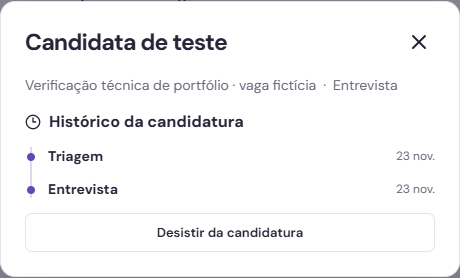 Candidata de teste
Verificação técnica de portfólio · vaga fictícia · Entrevista
Histórico da candidatura
Triagem 23 nov.
Entrevista 23 nov.
Desistir da candidatura